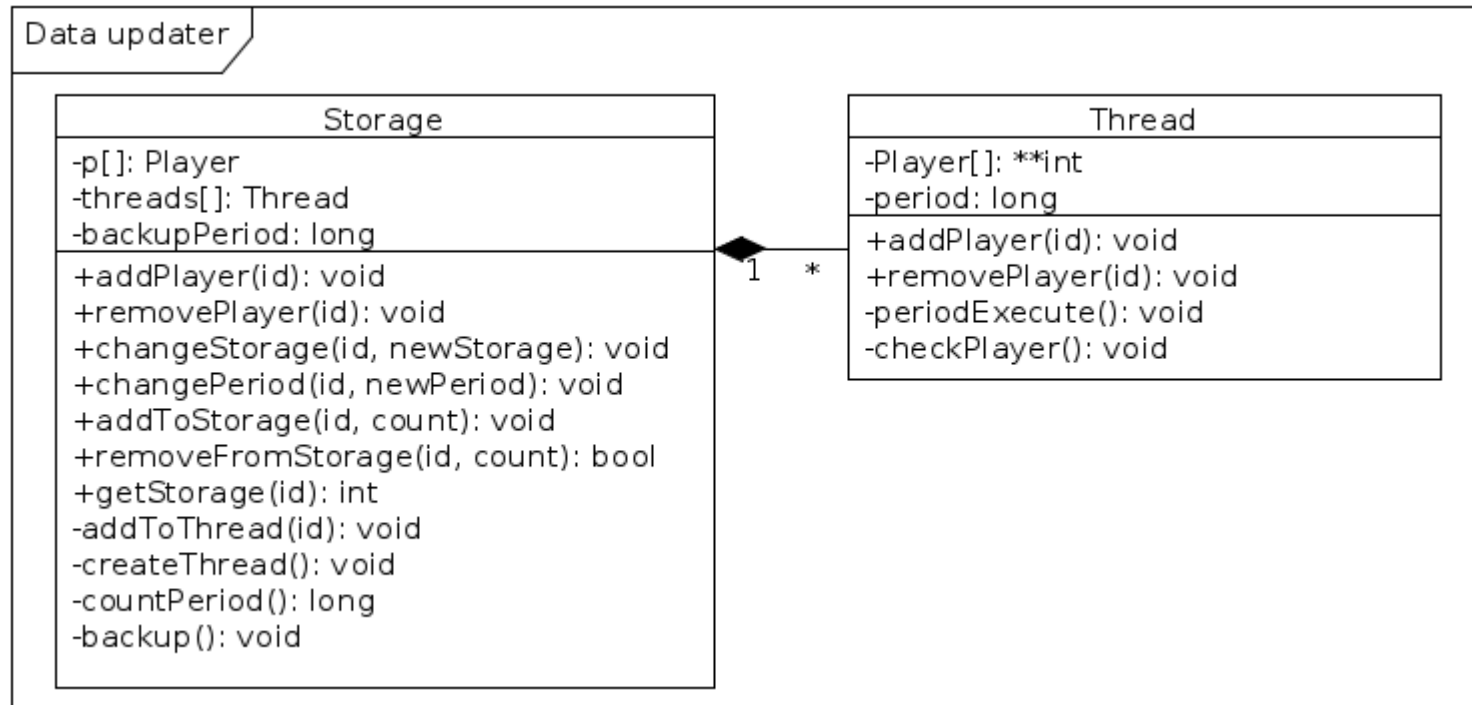 Data updater
Storage
-p[]: Player
-threads[]: Thread
-backupPeriod: long
+addPlayer(id): void
+removePlayer(id): void
+changeStorage(id, newStorage): void
+changePeriod(id, newPeriod): void
+addToStorage(id, count): void
+removeFromStorage(id, count): bool
+getStorage(id): int
-addToThread(id): void
-createThread(): void
-countPeriod(): long
-backup(): void
1 *
Thread
-Player[]: **int
-period: long
+addPlayer(id): void
+removePlayer(id): void
-periodExecute(): void
-checkPlayer(): void